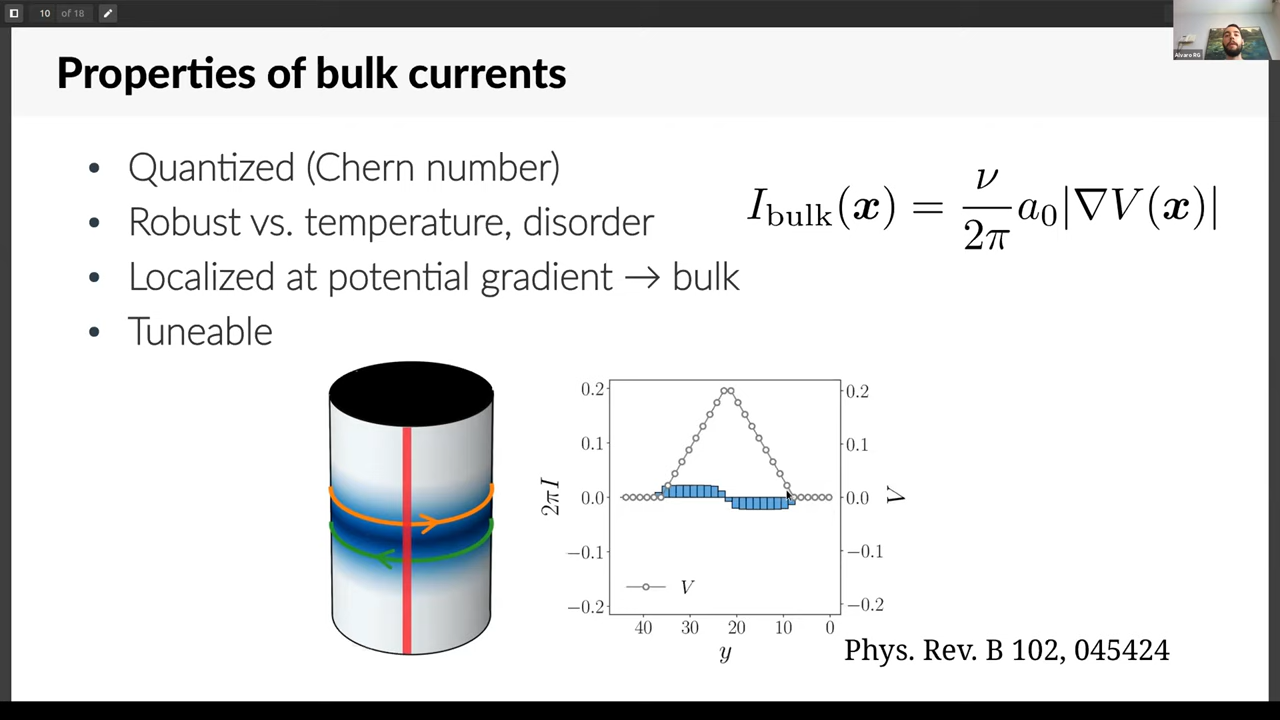 10 of 18
Alvaro RG
Properties of bulk currents
• Quantized (Chern number)
• Robust vs. temperature, disorder
• Localized at potential gradient → bulk
• Tuneable
I_bulk(x) = ν/2π a₀|∇V(x)|
0.2
0.1
0.0
−0.1
−0.2
2πI
0.2
0.1
0.0
−0.1
−0.2
V
V
40 30 20 10 0
y
Phys. Rev. B 102, 045424